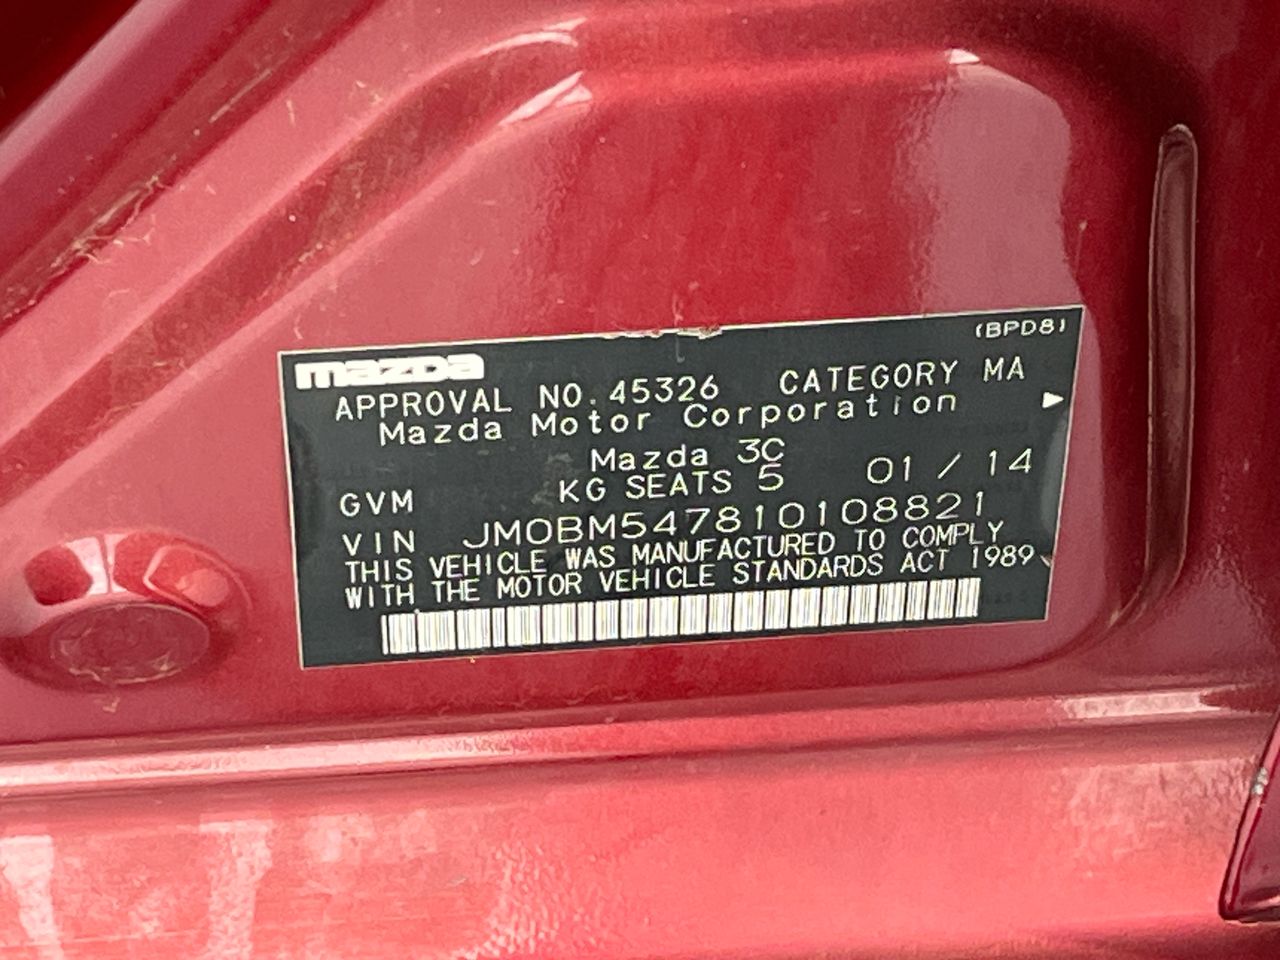 (BPD8)
mazda
APPROVAL NO. 45326 CATEGORY MA
Mazda Motor Corporation
Mazda 3C
GVM KG SEATS 5 01 / 14
VIN JM0BM547810108821
THIS VEHICLE WAS MANUFACTURED TO COMPLY
WITH THE MOTOR VEHICLE STANDARDS ACT 1989